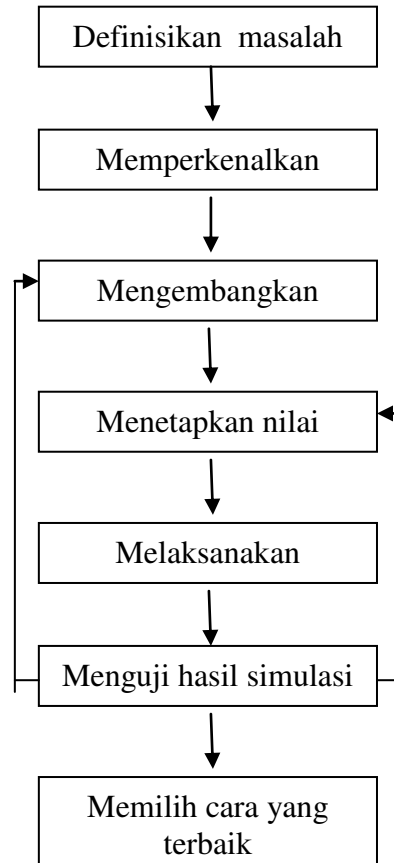 Definisikan masalah
Memperkenalkan
Mengembangkan
Menetapkan nilai
Melaksanakan
Menguji hasil simulasi
Memilih cara yang
terbaik